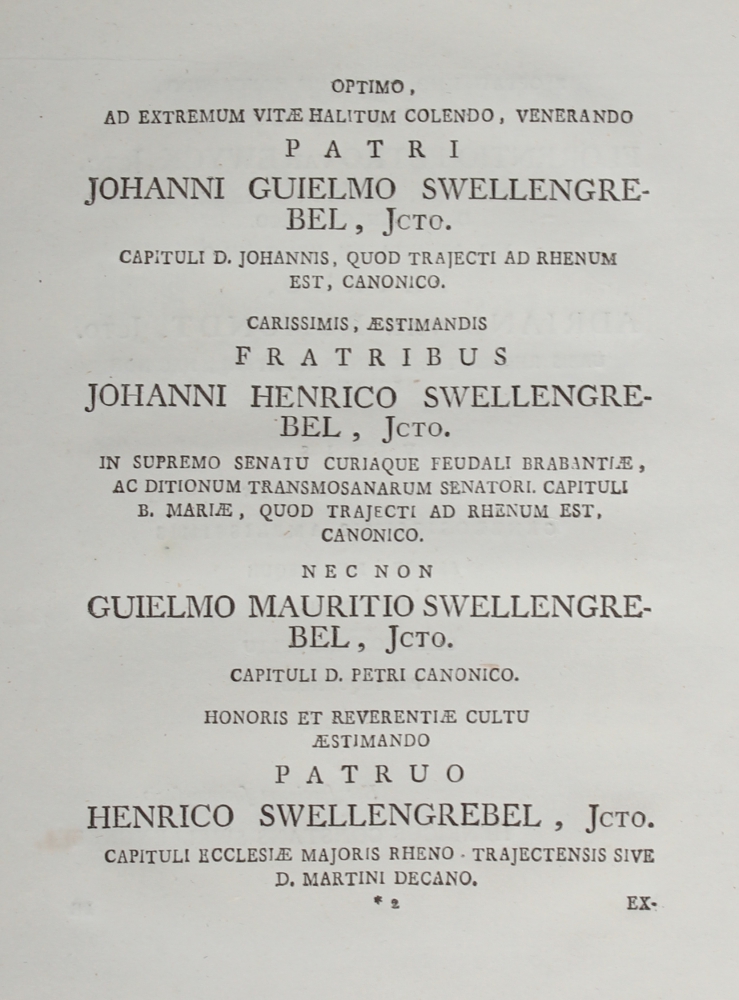 OPTIMO,
AD EXTREMUM VITÆ HALITUM COLENDO, VENERANDO
PATRI
JOHANNI GUIELMO SWELLENGRE-
BEL, JCTO.
CAPITULI D. JOHANNIS, QUOD TRAJECTI AD RHENUM
EST, CANONICO.
CARISSIMIS, ÆSTIMANDIS
FRATRIBUS
JOHANNI HENRICO SWELLENGRE-
BEL, JCTO.
IN SUPREMO SENATU CURIAQUE FEUDALI BRABANTIÆ,
AC DITIONUM TRANSMOSANARUM SENATORI. CAPITULI
B. MARIÆ, QUOD TRAJECTI AD RHENUM EST,
CANONICO.
NEC NON
GUIELMO MAURITIO SWELLENGRE-
BEL, JCTO.
CAPITULI D. PETRI CANONICO.
HONORIS ET REVERENTIÆ CULTU
ÆSTIMANDO
PATRUO
HENRICO SWELLENGREBEL, JCTO.
CAPITULI ECCLESIÆ MAJORIS RHENO-TRAJECTENSIS SIVE
D. MARTINI DECANO.
* 2 EX-